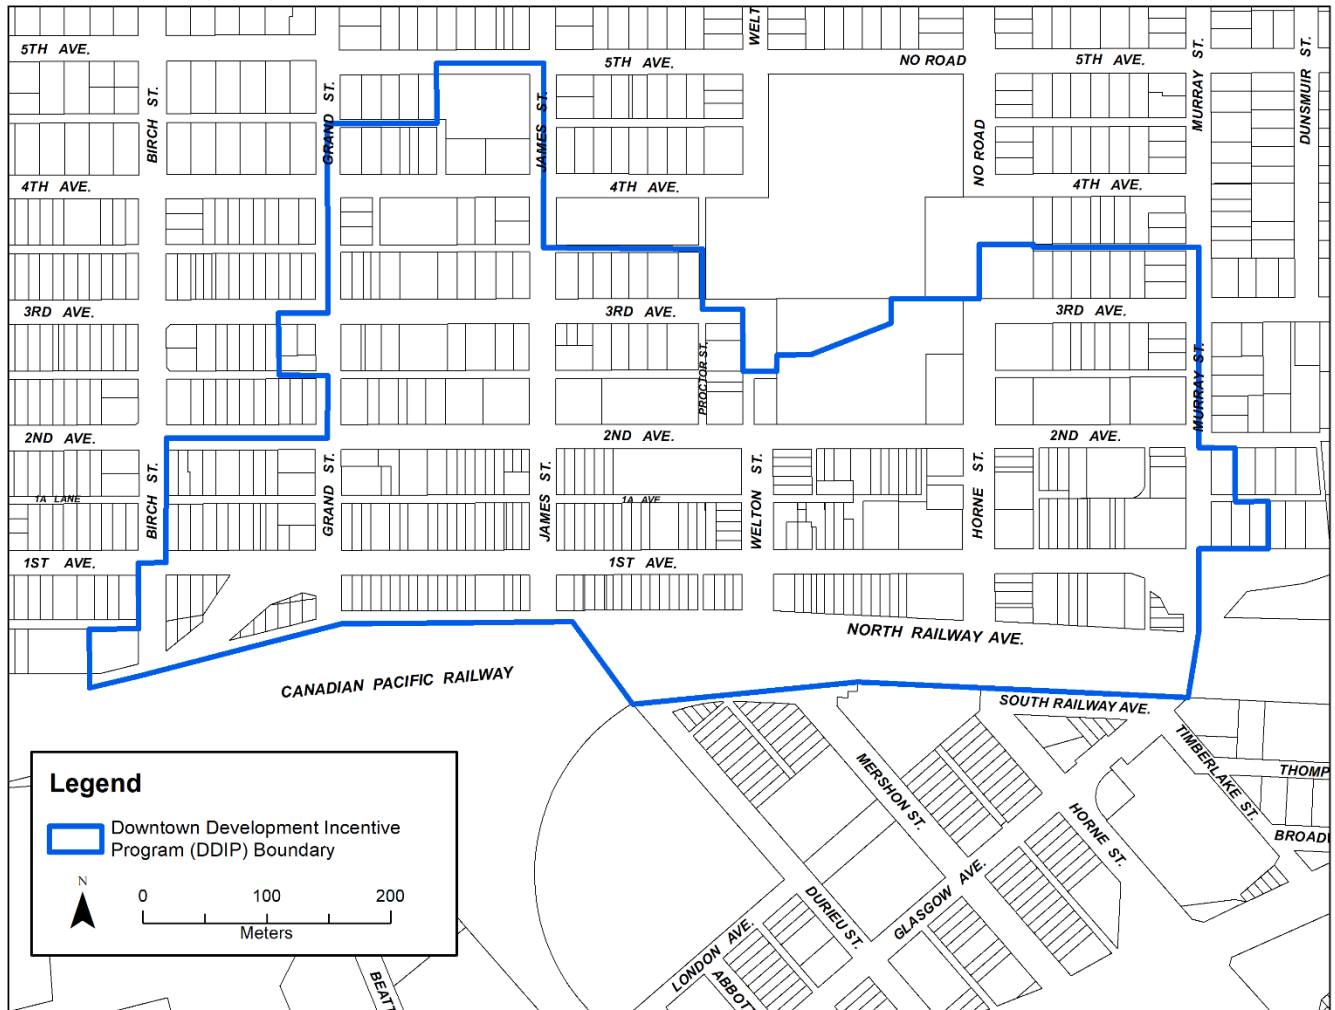 WELT
5TH AVE.
5TH AVE.
NO ROAD
5TH AVE.
MURRAY ST.
DUNSMUIR ST.
BIRCH ST.
GRAND ST.
JAMES ST.
NO ROAD
4TH AVE.
4TH AVE.
4TH AVE.
3RD AVE.
3RD AVE.
3RD AVE.
PROCTOR ST.
MURRAY ST.
2ND AVE.
2ND AVE.
2ND AVE.
BIRCH ST.
GRAND ST.
JAMES ST.
WELTON ST.
HORNE ST.
1A LANE
1A AVE
1ST AVE.
1ST AVE.
NORTH RAILWAY AVE.
CANADIAN PACIFIC RAILWAY
SOUTH RAILWAY AVE.
TIMBERLAKE ST.
THOMP
MERSHON ST.
HORNE ST.
BROADW
GLASGOW AVE.
DURIEU ST.
LONDON AVE.
ABBOTT
BEATT
Legend
Downtown Development Incentive
Program (DDIP) Boundary
N
0 100 200
Meters